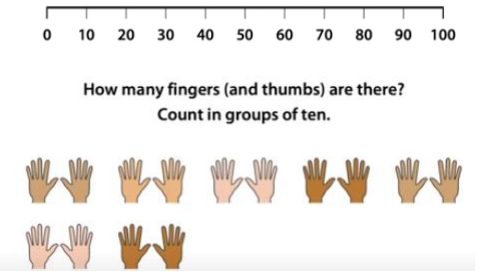 0 10 20 30 40 50 60 70 80 90 100
How many fingers (and thumbs) are there?
Count in groups of ten.